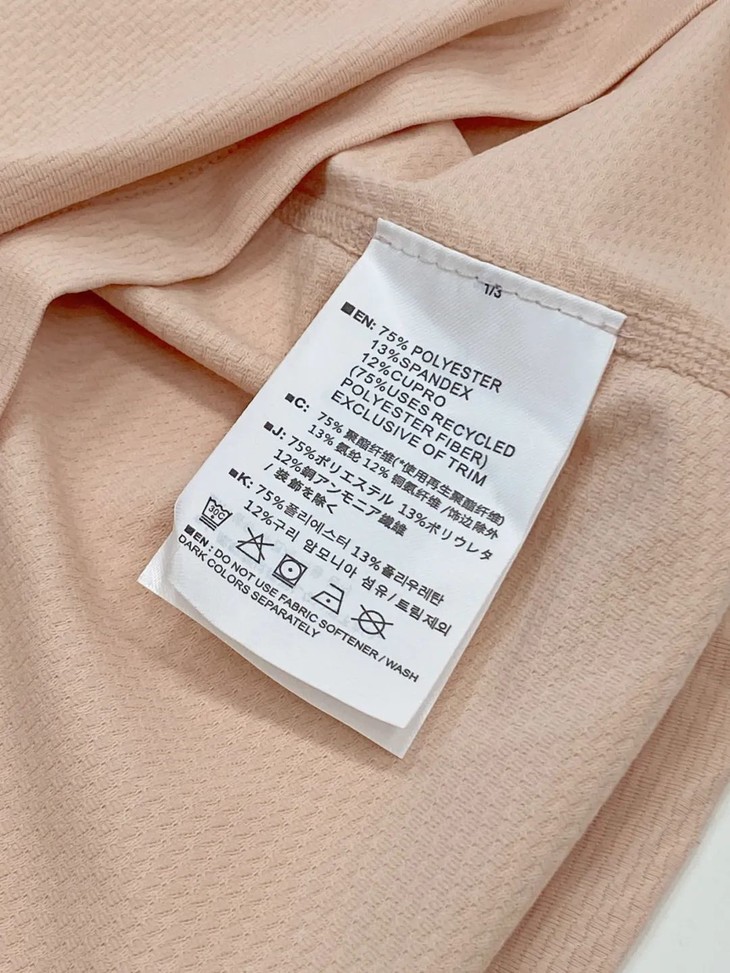 1/3
■EN: 75% POLYESTER
13%SPANDEX
12%CUPRO
(75%USES RECYCLED
POLYESTER FIBER)
EXCLUSIVE OF TRIM
■C: 75% 聚酯纤维(*使用再生聚酯纤维)
13% 氨纶 12% 铜氨纤维 /饰边除外
■J: 75%ポリエステル 13%ポリウレタ
12%銅アンモニア繊維
/ 装飾を除く
■K: 75%폴리에스터 13%폴리우레탄
12%구리 암모니아 섬유 / 트림 제외
30C
■EN : DO NOT USE FABRIC SOFTENER / WASH
DARK COLORS SEPARATELY